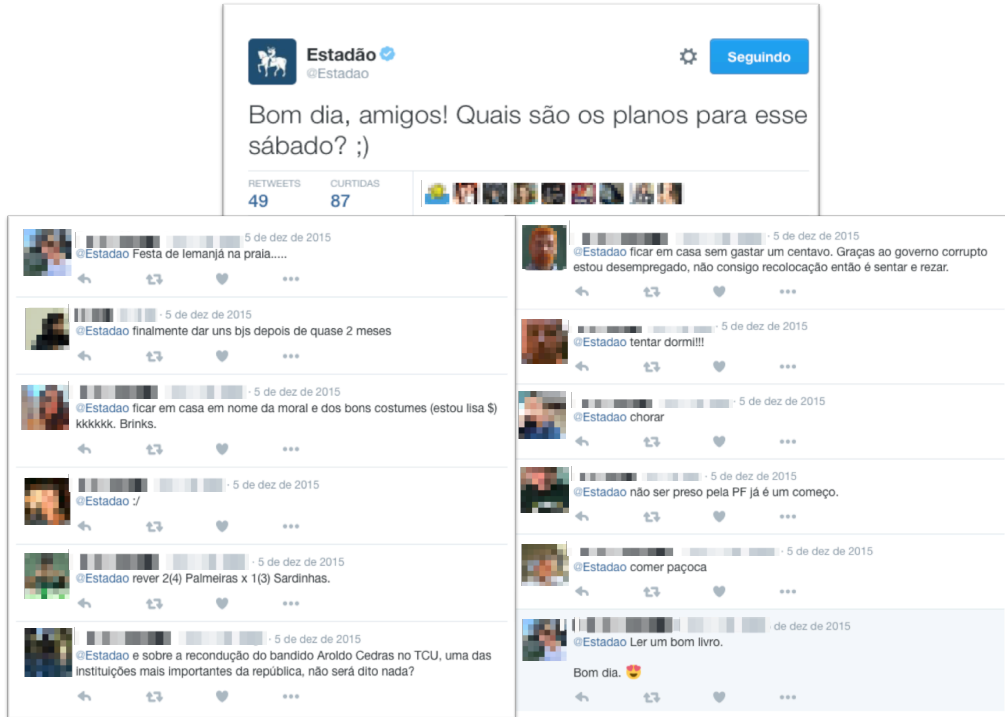 Estadão
@Estadao
Seguindo
Bom dia, amigos! Quais são os planos para esse
sábado? ;)
RETWEETS
CURTIDAS
49
87
5 de dez de 2015
@Estadao Festa de Iemanjá na praia.....
· 5 de dez de 2015
@Estadao finalmente dar uns bjs depois de quase 2 meses
· 5 de dez de 2015
@Estadao ficar em casa em nome da moral e dos bons costumes (estou lisa $)
kkkkkk. Brinks.
· 5 de dez de 2015
@Estadao :/
· 5 de dez de 2015
@Estadao rever 2(4) Palmeiras x 1(3) Sardinhas.
· 5 de dez de 2015
@Estadao e sobre a recondução do bandido Aroldo Cedras no TCU, uma das
instituições mais importantes da república, não será dito nada?
· 5 de dez de 2015
@Estadao ficar em casa sem gastar um centavo. Graças ao governo corrupto
estou desempregado, não consigo recolocação então é sentar e rezar.
· 5 de dez de 2015
@Estadao tentar dormi!!!
· 5 de dez de 2015
@Estadao chorar
· 5 de dez de 2015
@Estadao não ser preso pela PF já é um começo.
· 5 de dez de 2015
@Estadao comer paçoca
· de dez de 2015
@Estadao Ler um bom livro.
Bom dia. 😍